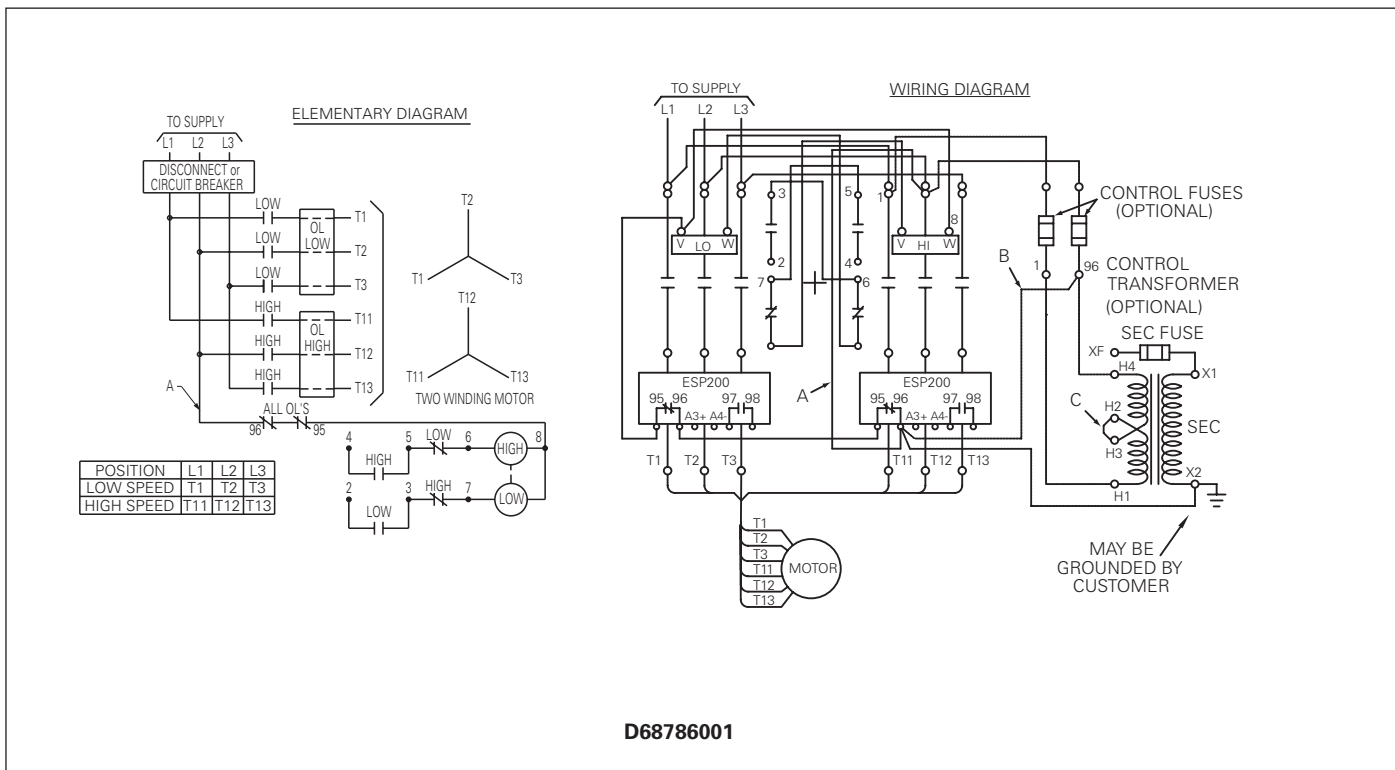 ELEMENTARY DIAGRAM
TO SUPPLY
L1 L2 L3
DISCONNECT or
CIRCUIT BREAKER
LOW
T1
LOW
T2
LOW
T3
OL
LOW
HIGH
T11
HIGH
T12
HIGH
T13
OL
HIGH
A
ALL OL'S
96 95
T2
T1 T3
T12
T11 T13
TWO WINDING MOTOR
4 5 LOW 6 HIGH 8
HIGH
2 3 HIGH 7 LOW
LOW
POSITION L1 L2 L3
LOW SPEED T1 T2 T3
HIGH SPEED T11 T12 T13
WIRING DIAGRAM
TO SUPPLY
L1 L2 L3
3 5 1
V LO W
V HI W 8
2 4
7 6
ESP200
95 96 97 98
A3+ A4-
ESP200
95 96 97 98
A3+ A4-
A
T1 T2 T3
T11 T12 T13
T1
T2
T3
T11
T12
T13
MOTOR
CONTROL FUSES
(OPTIONAL)
B
1 96
CONTROL
TRANSFORMER
(OPTIONAL)
SEC FUSE
XF
H4 X1
C H2
H3
SEC
H1 X2
MAY BE
GROUNDED BY
CUSTOMER
D68786001